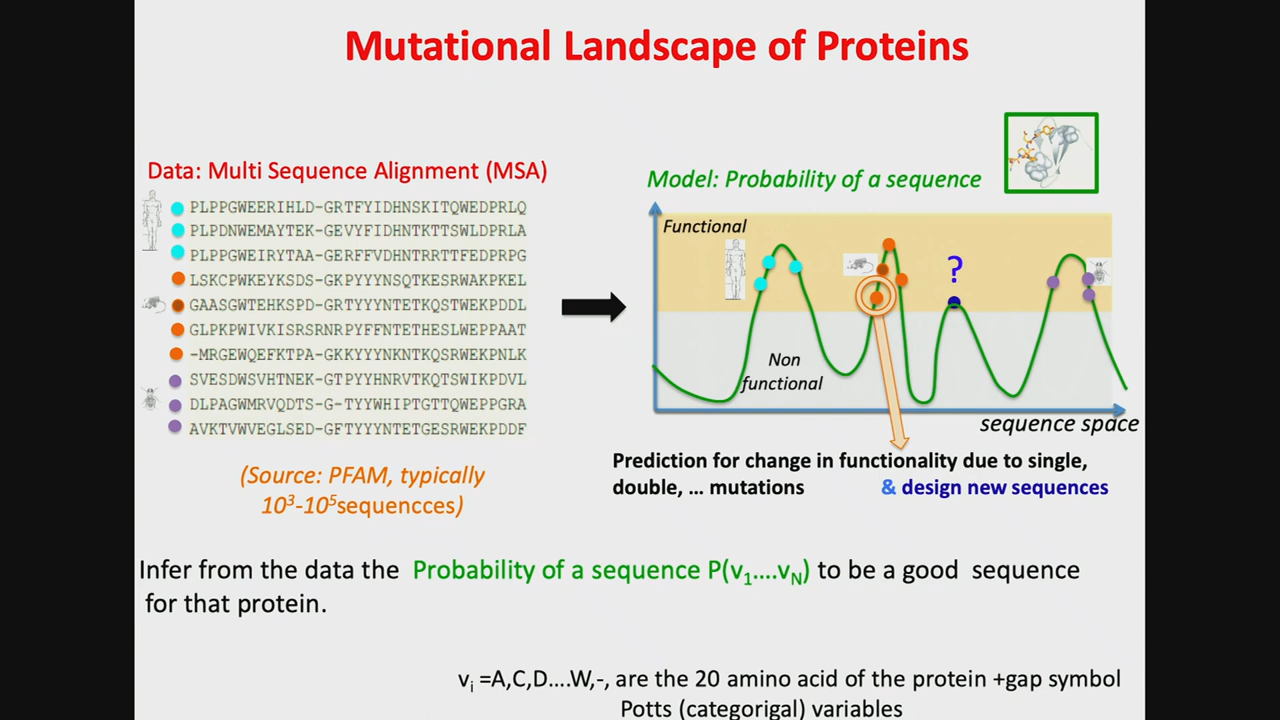 Mutational Landscape of Proteins
Data: Multi Sequence Alignment (MSA)
PLPPGWEERIHLD-GRTFYIDHNSKITQWEDPRLQ
PLPDNWEMAYTEK-GEVYFIDHNTKTTSWLDPRLA
PLPPGWEIRYTAA-GERFFVDHNTRRTTFEDPRPG
LSKCPWKEYKSDS-GKPYYYNSQTKESRWAKPKEL
GAASGWTEHKSPD-GRTYYYNTETKQSTWEKPDDL
GLPKPWIVKISRSRNRPYFFNTETHESLWEPPAAT
-MRGEWQEFKTPA-GKKYYYNKNTKQSRWEKPNLK
SVESDWSVHTNEK-GTPYYHNRVTKQTSWIKPDVL
DLPAGWMRVQDTS-G-TYYWHIPTGTTQWEPPGRA
AVKTVWVEGLSED-GFTYYYNTETGESRWEKPDDF
(Source: PFAM, typically
10³-10⁵sequencces)
Model: Probability of a sequence
Functional
?
Non
functional
sequence space
Prediction for change in functionality due to single,
double, ... mutations & design new sequences
Infer from the data the Probability of a sequence P(v₁....v_N) to be a good sequence
for that protein.
vᵢ =A,C,D....W,-, are the 20 amino acid of the protein +gap symbol
Potts (categorigal) variables